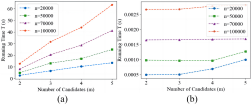 Running Time T (s)
60
50
40
30
20
10
0
n=20000
n=50000
n=70000
n=100000
2
3
4
5
Number of Candidates (m)
(a)
Running Time T (s)
0.0025
0.0020
0.0015
0.0010
0.0005
n=20000
n=50000
n=70000
n=100000
2
3
4
5
Number of Candidates (m)
(b)